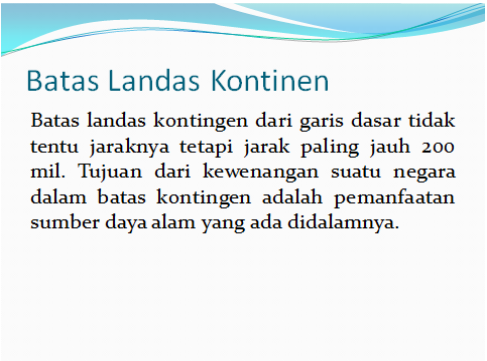 Batas Landas Kontinen
Batas landas kontingen dari garis dasar tidak
tentu jaraknya tetapi jarak paling jauh 200
mil. Tujuan dari kewenangan suatu negara
dalam batas kontingen adalah pemanfaatan
sumber daya alam yang ada didalamnya.